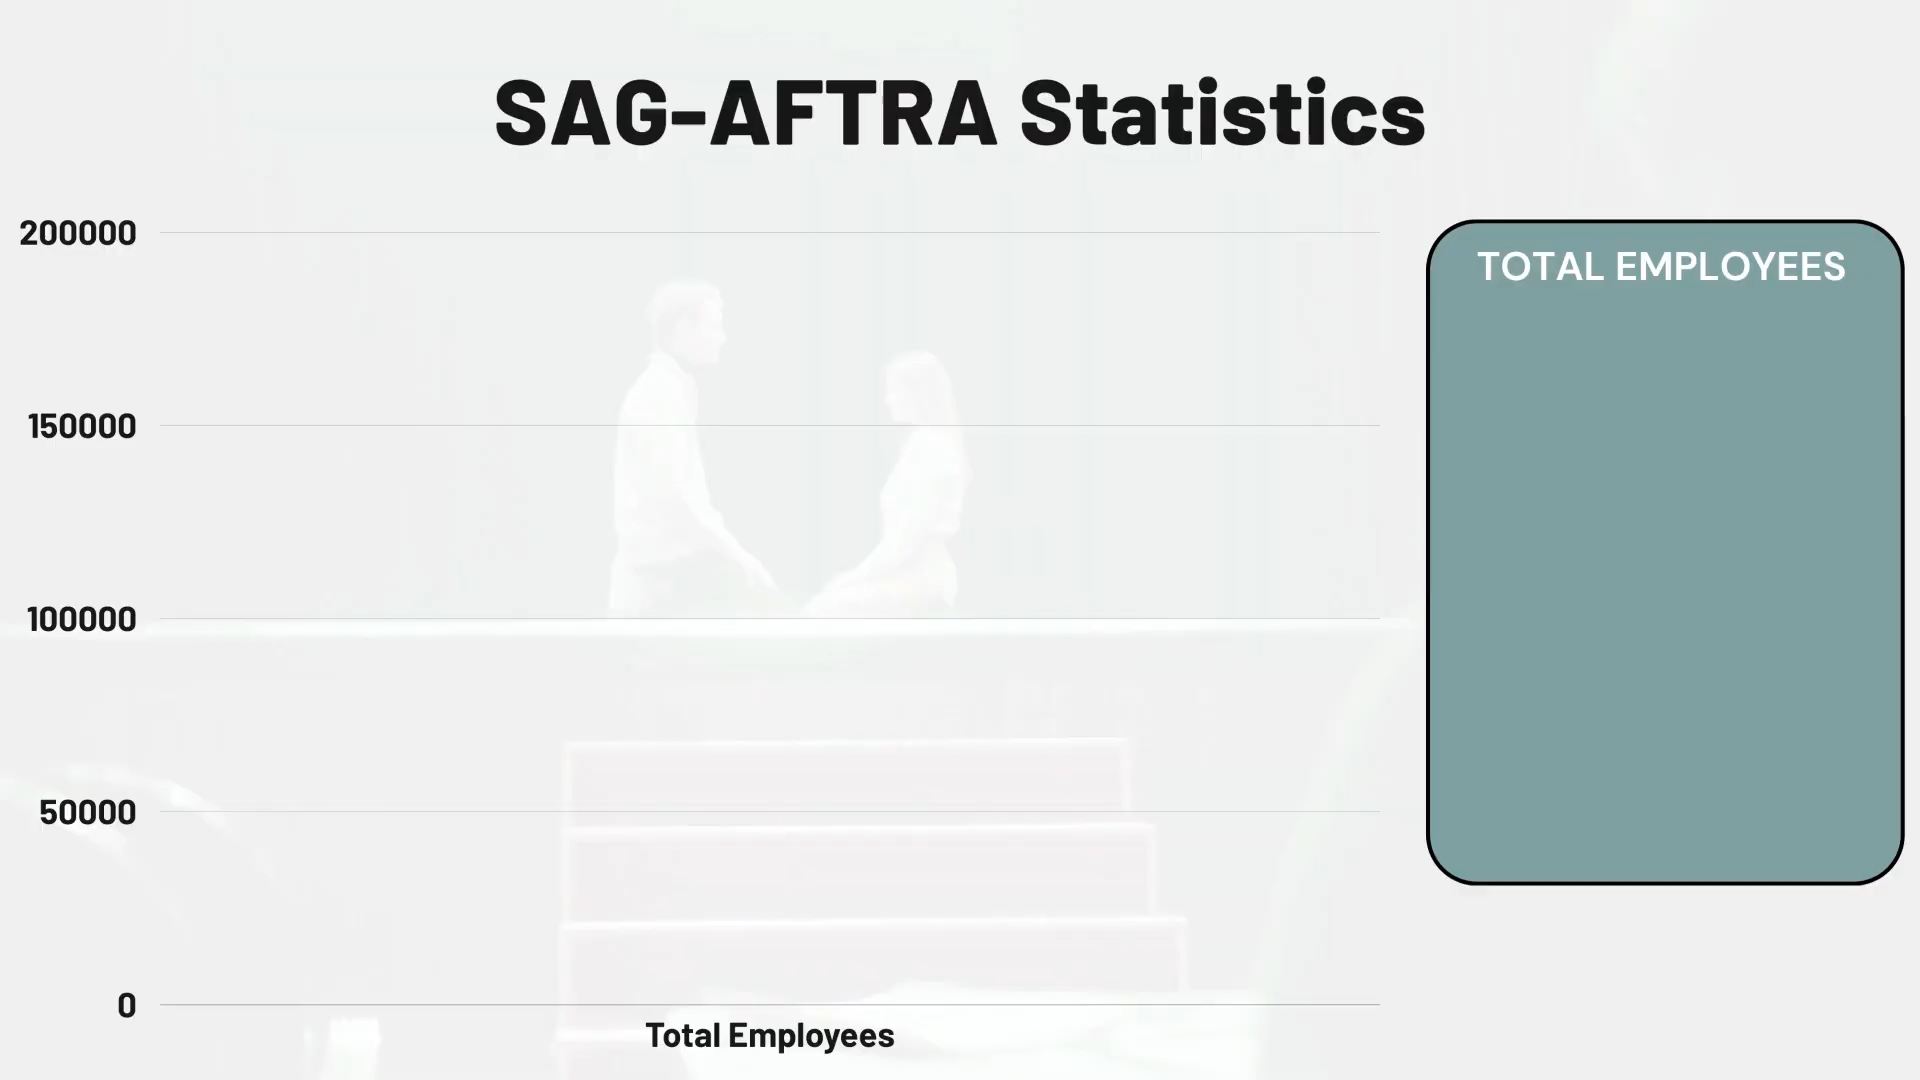 SAG-AFTRA Statistics
200000
150000
100000
50000
0
Total Employees
TOTAL EMPLOYEES